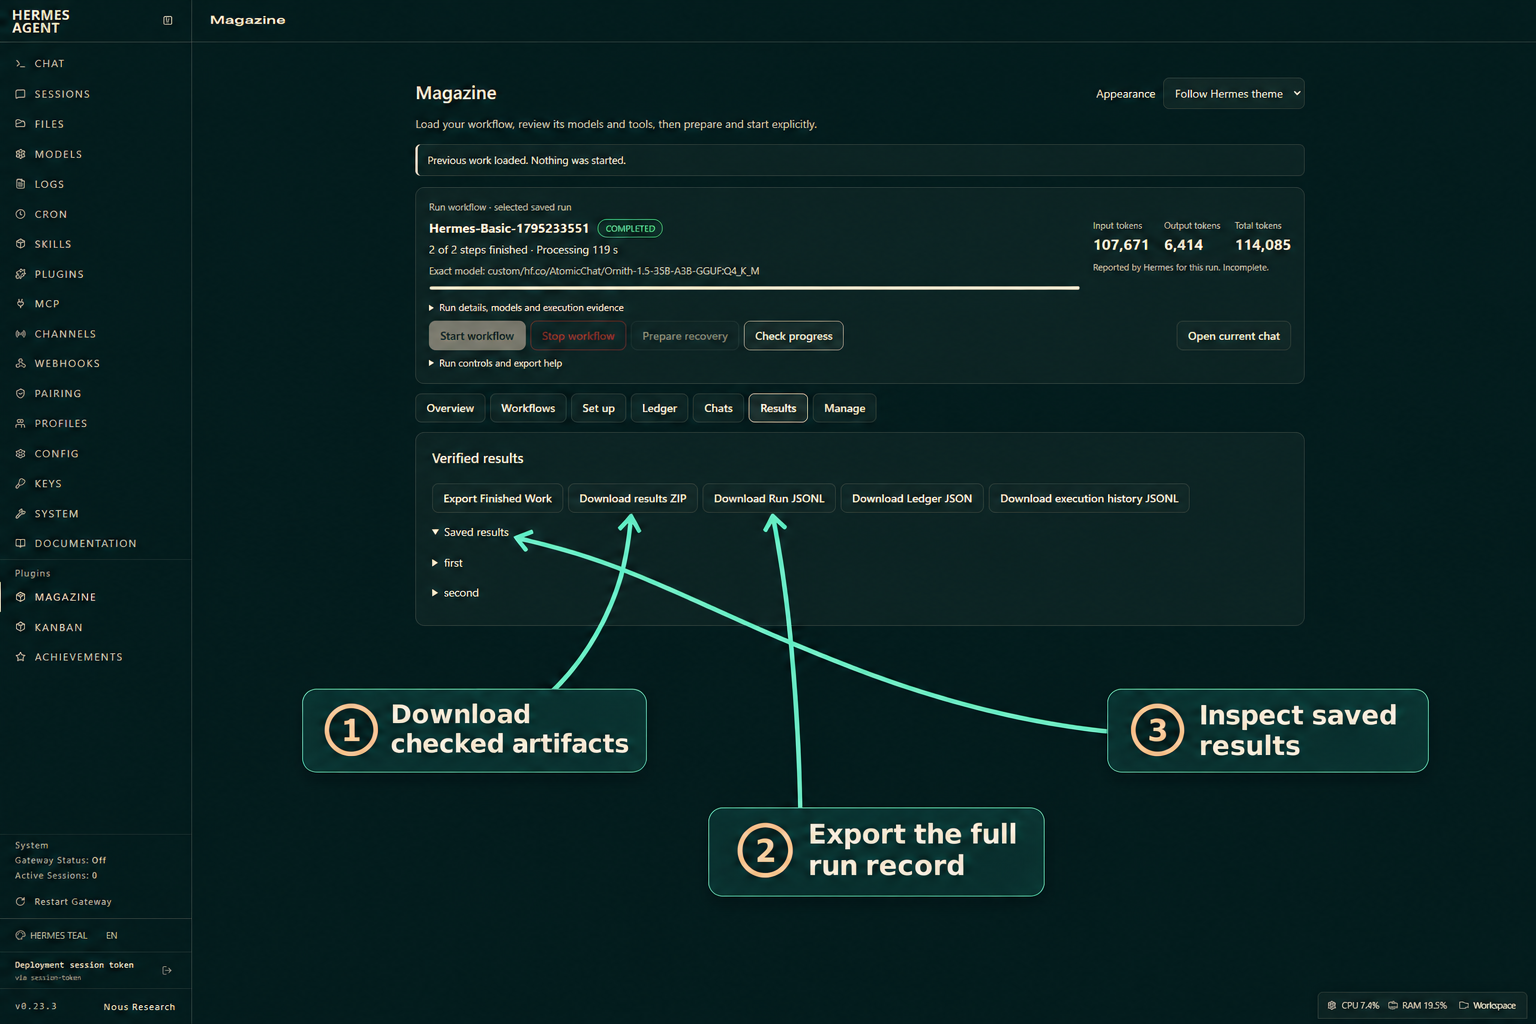 HERMES
AGENT
Magazine
CHAT
SESSIONS
FILES
MODELS
LOGS
CRON
SKILLS
PLUGINS
MCP
CHANNELS
WEBHOOKS
PAIRING
PROFILES
CONFIG
KEYS
SYSTEM
DOCUMENTATION
Plugins
MAGAZINE
KANBAN
ACHIEVEMENTS
System
Gateway Status: Off
Active Sessions: 0
Restart Gateway
HERMES TEAL EN
Deployment session token
via session-token
v0.23.3 Nous Research
Magazine
Appearance Follow Hermes theme
Load your workflow, review its models and tools, then prepare and start explicitly.
Previous work loaded. Nothing was started.
Run workflow · selected saved run
Hermes-Basic-1795233551 COMPLETED
2 of 2 steps finished · Processing 119 s
Exact model: custom/hf.co/AtomicChat/Ornith-1.5-35B-A3B-GGUF:Q4_K_M
Input tokens Output tokens Total tokens
107,671 6,414 114,085
Reported by Hermes for this run. Incomplete.
Run details, models and execution evidence
Start workflow Stop workflow Prepare recovery Check progress Open current chat
Run controls and export help
Overview Workflows Set up Ledger Chats Results Manage
Verified results
Export Finished Work Download results ZIP Download Run JSONL Download Ledger JSON Download execution history JSONL
Saved results
first
second
1 Download
checked artifacts
2 Export the full
run record
3 Inspect saved
results
CPU 7.4% RAM 19.5% Workspace